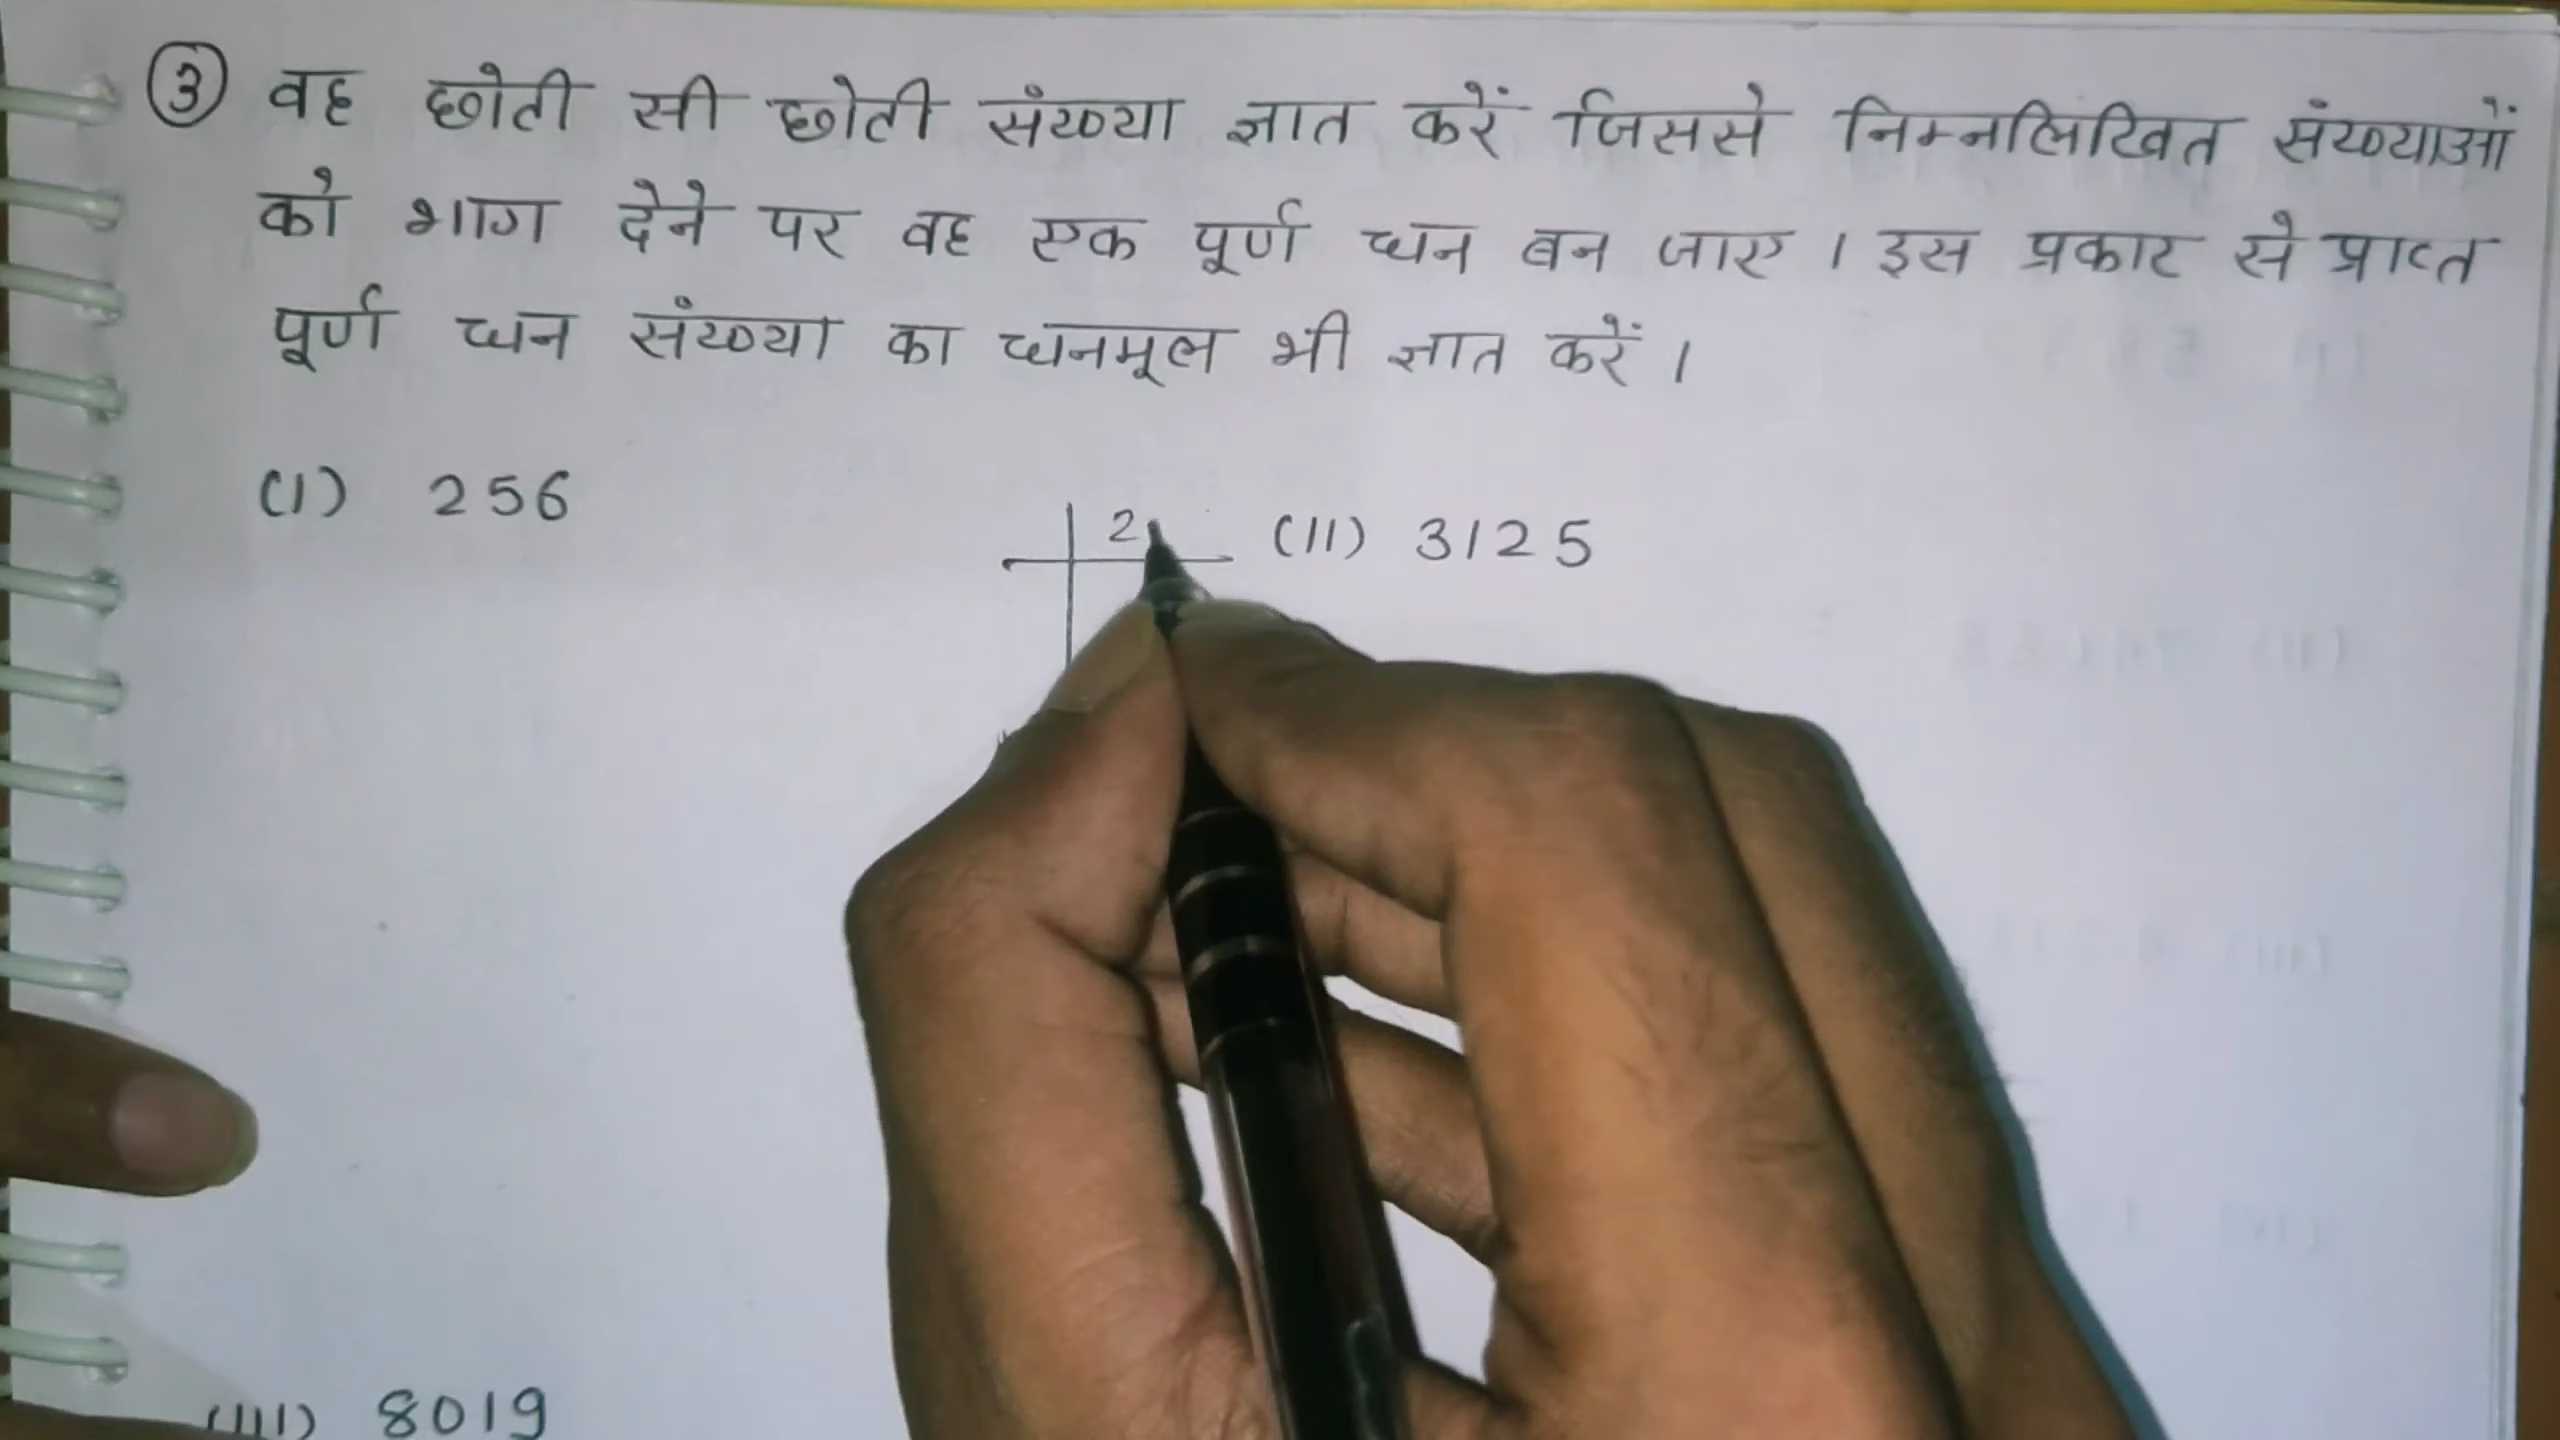 ③ वह छोटी सी छोटी संख्या ज्ञात करें जिससे निम्नलिखित संख्याओं
को भाग देने पर वह एक पूर्ण घन बन जाए । इस प्रकार से प्राप्त
पूर्ण घन संख्या का घनमूल भी ज्ञात करें ।
(I) 256
2
(II) 3125
(III) 8019